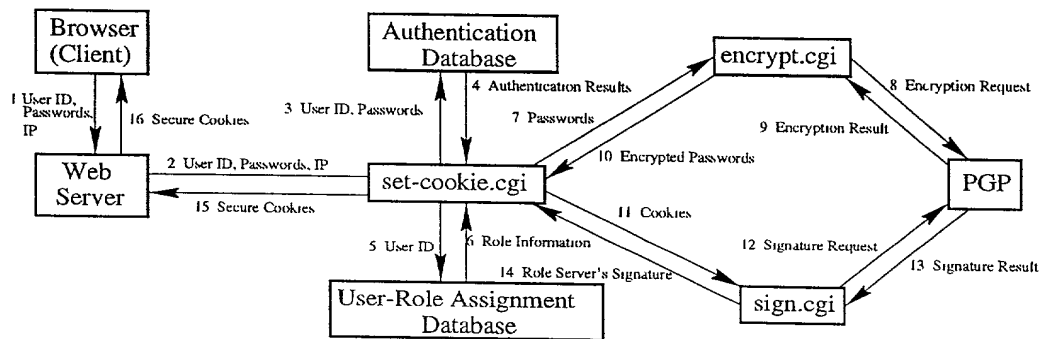 Browser
(Client)
Authentication
Database
encrypt.cgi
1 User ID,
Passwords,
IP
16 Secure Cookies
3 User ID, Passwords
4 Authentication Results
7 Passwords
8 Encryption Request
9 Encryption Result
10 Encrypted Passwords
Web
Server
2 User ID, Passwords, IP
15 Secure Cookies
set-cookie.cgi
PGP
11 Cookies
5 User ID
6 Role Information
14 Role Server's Signature
12 Signature Request
13 Signature Result
User-Role Assignment
Database
sign.cgi